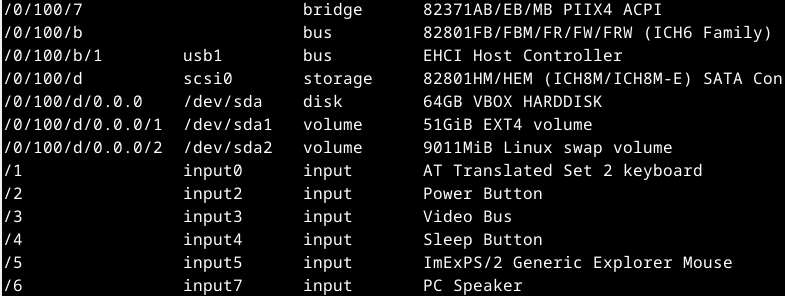 /0/100/7 bridge 82371AB/EB/MB PIIX4 ACPI
/0/100/b bus 82801FB/FBM/FR/FW/FRW (ICH6 Family)
/0/100/b/1 usb1 bus EHCI Host Controller
/0/100/d scsi0 storage 82801HM/HEM (ICH8M/ICH8M-E) SATA Con
/0/100/d/0.0.0 /dev/sda disk 64GB VBOX HARDDISK
/0/100/d/0.0.0/1 /dev/sda1 volume 51GiB EXT4 volume
/0/100/d/0.0.0/2 /dev/sda2 volume 9011MiB Linux swap volume
/1 input0 input AT Translated Set 2 keyboard
/2 input2 input Power Button
/3 input3 input Video Bus
/4 input4 input Sleep Button
/5 input5 input ImExPS/2 Generic Explorer Mouse
/6 input7 input PC Speaker